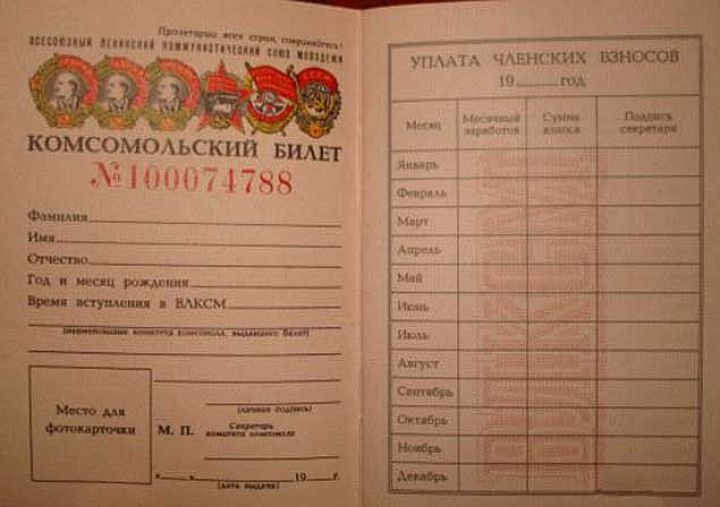 Пролетарии всех стран, соединяйтесь!
ВСЕСОЮЗНЫЙ ЛЕНИНСКИЙ КОММУНИСТИЧЕСКИЙ СОЮЗ МОЛОДЕЖИ
КОМСОМОЛЬСКИЙ БИЛЕТ
№ 100074788
Фамилия
Имя
Отчество
Год и месяц рождения
Время вступления в ВЛКСМ
(наименование комитета комсомола, выдавшего билет)
(личная подпись)
Место для
фотокарточки
М. П.
Секретарь
комитета комсомола
« » 19 г.
(дата выдачи)
УПЛАТА ЧЛЕНСКИХ ВЗНОСОВ
19 год
Месяц
Месячный
заработок
Сумма
взноса
Подпись
секретаря
Январь
Февраль
Март
Апрель
Май
Июнь
Июль
Август
Сентябрь
Октябрь
Ноябрь
Декабрь
ВЛКСМ